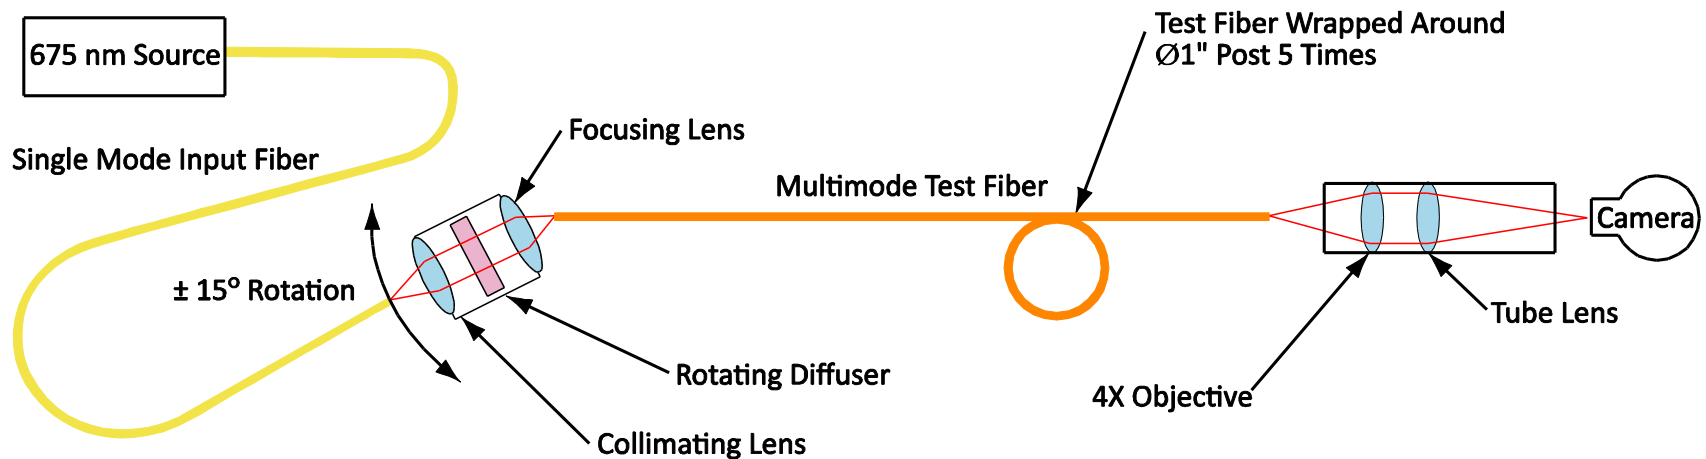 675 nm Source
Test Fiber Wrapped Around
Ø1" Post 5 Times
Focusing Lens
Single Mode Input Fiber
Multimode Test Fiber
Camera
± 15° Rotation
Tube Lens
Rotating Diffuser
4X Objective
Collimating Lens